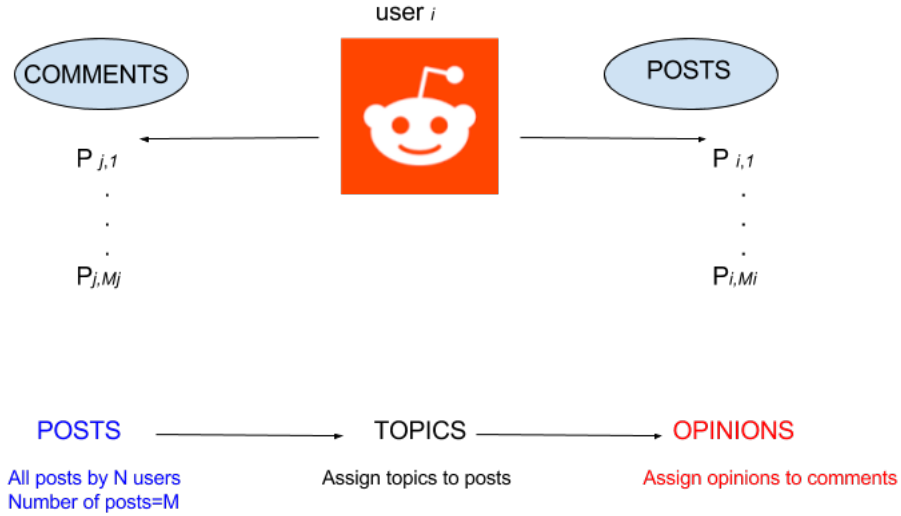 user i
COMMENTS
POSTS
P j,1
.
.
.
Pj,Mj
P i,1
.
.
.
Pi,Mi
POSTS
TOPICS
OPINIONS
All posts by N users
Number of posts=M
Assign topics to posts
Assign opinions to comments